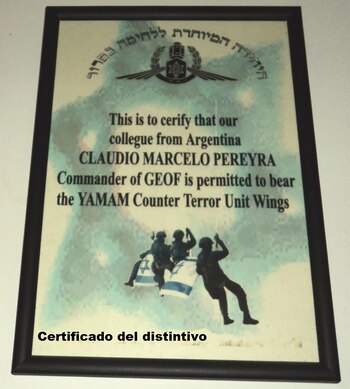 היחידה המיוחדת ללחימה בטרור
This is to cerify that our
collegue from Argentina
CLAUDIO MARCELO PEREYRA
Commander of GEOF is permitted to bear
the YAMAM Counter Terror Unit Wings
Certificado del distintivo